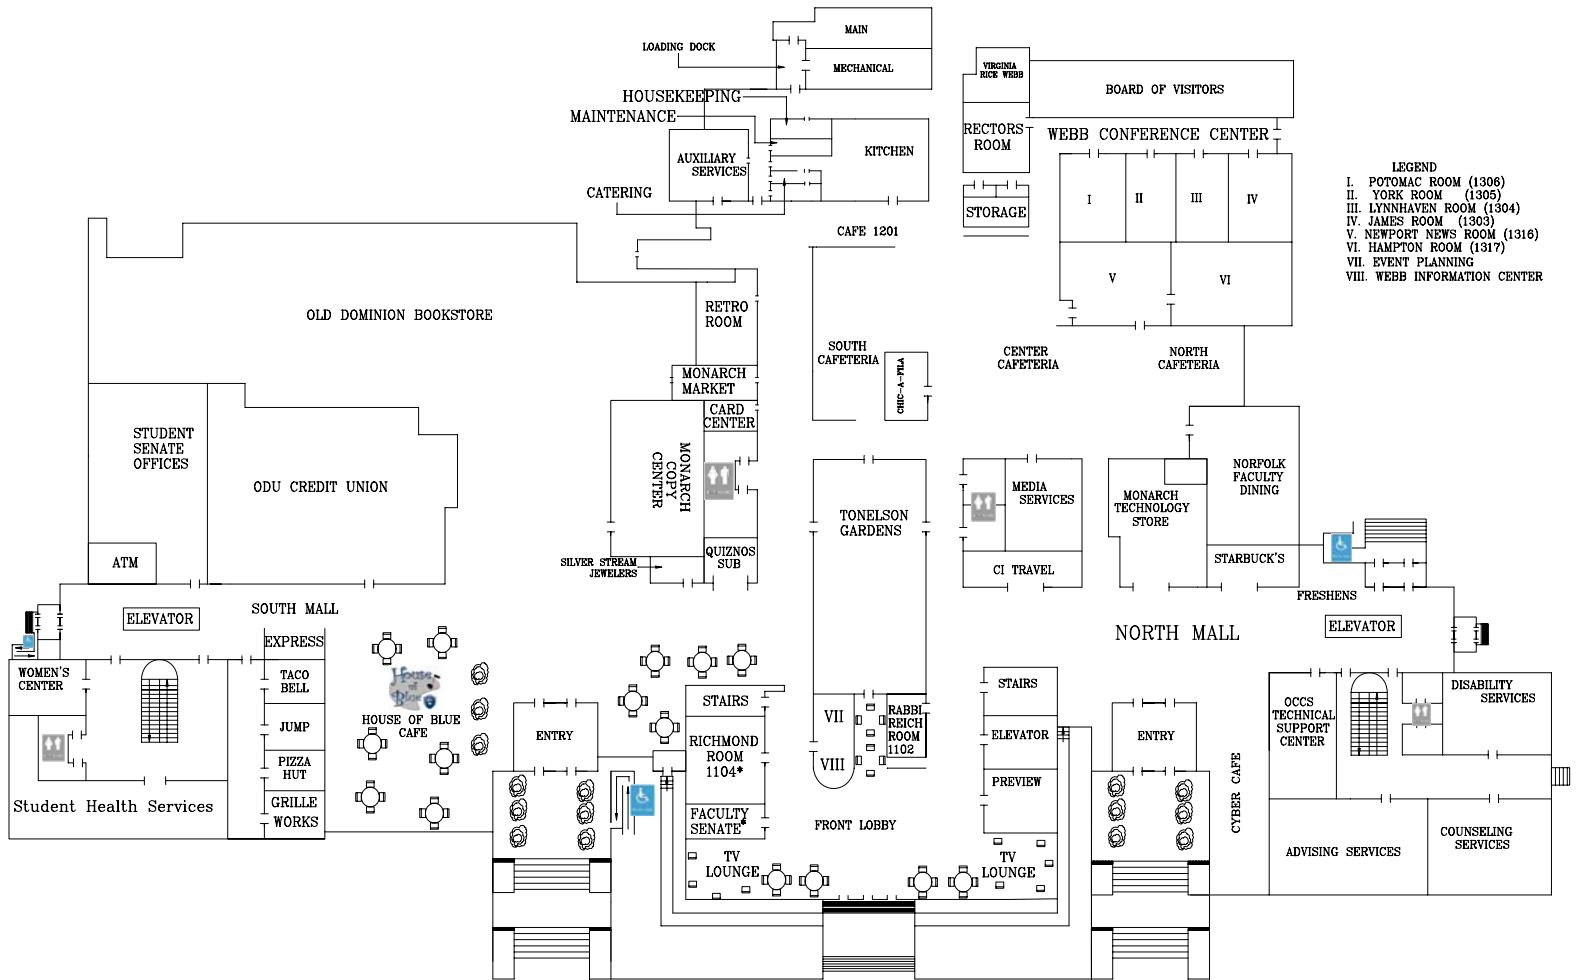 MAIN
LOADING DOCK
MECHANICAL
VIRGINIA
RICE WEBB
BOARD OF VISITORS
HOUSEKEEPING
MAINTENANCE
RECTORS
ROOM
WEBB CONFERENCE CENTER
KITCHEN
AUXILIARY
SERVICES
CATERING
STORAGE
CAFE 1201
I
II
III
IV
V
VI
LEGEND
I. POTOMAC ROOM (1306)
II. YORK ROOM (1305)
III. LYNNHAVEN ROOM (1304)
IV. JAMES ROOM (1303)
V. NEWPORT NEWS ROOM (1316)
VI. HAMPTON ROOM (1317)
VII. EVENT PLANNING
VIII. WEBB INFORMATION CENTER
OLD DOMINION BOOKSTORE
RETRO
ROOM
SOUTH
CAFETERIA
CHIC-A-FILA
CENTER
CAFETERIA
NORTH
CAFETERIA
MONARCH
MARKET
CARD
CENTER
STUDENT
SENATE
OFFICES
ODU CREDIT UNION
MONARCH
COPY
CENTER
TONELSON
GARDENS
MEDIA
SERVICES
MONARCH
TECHNOLOGY
STORE
NORFOLK
FACULTY
DINING
ATM
SILVER STREAM
JEWELERS
QUIZNOS
SUB
CI TRAVEL
STARBUCK'S
FRESHENS
ELEVATOR
SOUTH MALL
NORTH MALL
ELEVATOR
EXPRESS
WOMEN'S
CENTER
TACO
BELL
House
of
Blue
HOUSE OF BLUE
CAFE
JUMP
PIZZA
HUT
GRILLE
WORKS
Student Health Services
ENTRY
STAIRS
RICHMOND
ROOM
1104*
FACULTY
SENATE*
TV
LOUNGE
VII
VIII
RABBI
REICH
ROOM
1102
FRONT LOBBY
STAIRS
ELEVATOR
PREVIEW
TV
LOUNGE
ENTRY
CYBER CAFE
OCCS
TECHNICAL
SUPPORT
CENTER
DISABILITY
SERVICES
ADVISING SERVICES
COUNSELING
SERVICES